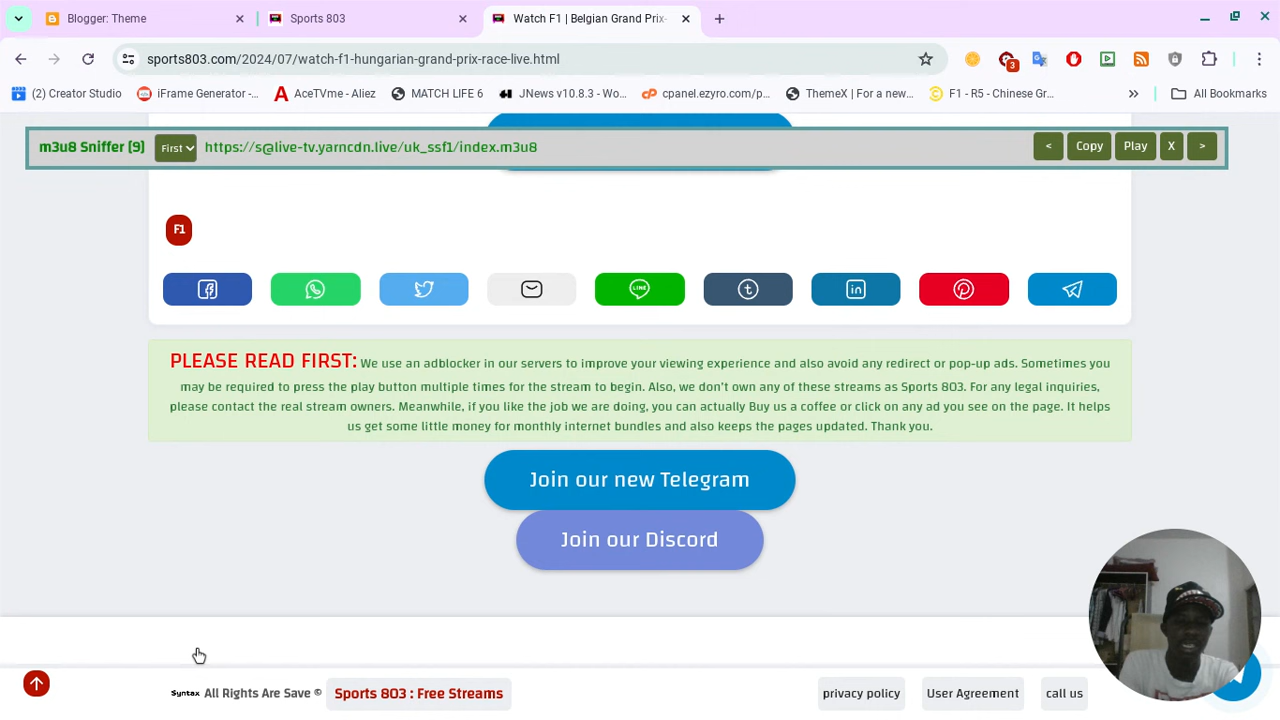 Blogger: Theme
Sports 803
Watch F1 | Belgian Grand Prix-
sports803.com/2024/07/watch-f1-hungarian-grand-prix-race-live.html
3
(2) Creator Studio
iFrame Generator -...
AceTVme - Aliez
MATCH LIFE 6
JNews v10.8.3 - Wo...
cpanel.ezyro.com/p...
ThemeX | For a new...
F1 - R5 - Chinese Gr...
All Bookmarks
m3u8 Sniffer (9)
First
https://s@live-tv.yarncdn.live/uk_ssf1/index.m3u8
<
Copy
Play
X
>
F1
LINE
PLEASE READ FIRST: We use an adblocker in our servers to improve your viewing experience and also avoid any redirect or pop-up ads. Sometimes you
may be required to press the play button multiple times for the stream to begin. Also, we don't own any of these streams as Sports 803. For any legal inquiries,
please contact the real stream owners. Meanwhile, if you like the job we are doing, you can actually Buy us a coffee or click on any ad you see on the page. It helps
us get some little money for monthly internet bundles and also keeps the pages updated. Thank you.
Join our new Telegram
Join our Discord
Syntax All Rights Are Save © Sports 803 : Free Streams
privacy policy
User Agreement
call us